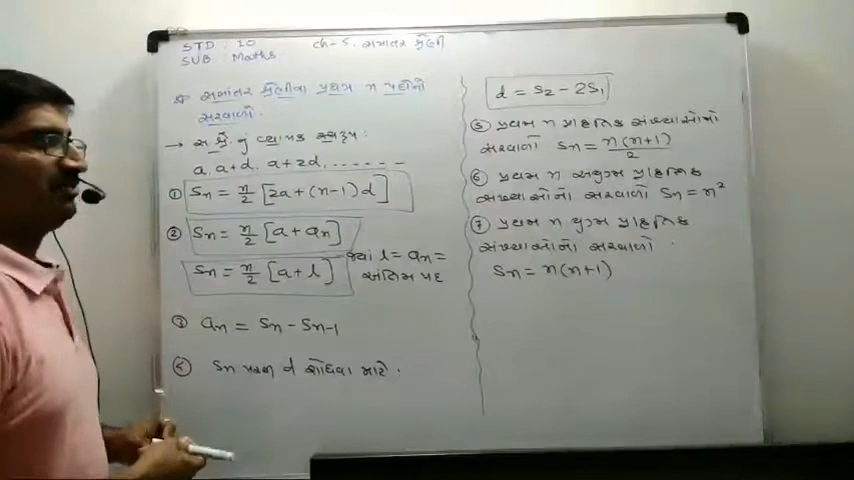 STD : 10 ch-5. સમાંતર શ્રેણી
SUB : Maths
* સમાંતર શ્રેણીના પ્રથમ n પદોનો
સરવાળો.
→ સ.શ્રે. નું વ્યાપક સ્વરૂપ:
a, a+d, a+2d, ......
① Sn = n/2 [2a + (n-1) d]
② Sn = n/2 [a + an]
Sn = n/2 [a + l] જ્યાં l = an =
અંતિમ પદ
③ an = Sn - Sn-1
④ Sn પરથી d શોધવા માટે.
d = S2 - 2S1
⑤ પ્રથમ n પ્રાકૃતિક સંખ્યાઓનો
સરવાળો Sn = n(n+1)/2
⑥ પ્રથમ n અયુગ્મ પ્રાકૃતિક
સંખ્યાઓનો સરવાળો Sn = n²
⑦ પ્રથમ n યુગ્મ પ્રાકૃતિક
સંખ્યાઓનો સરવાળો.
Sn = n(n+1)